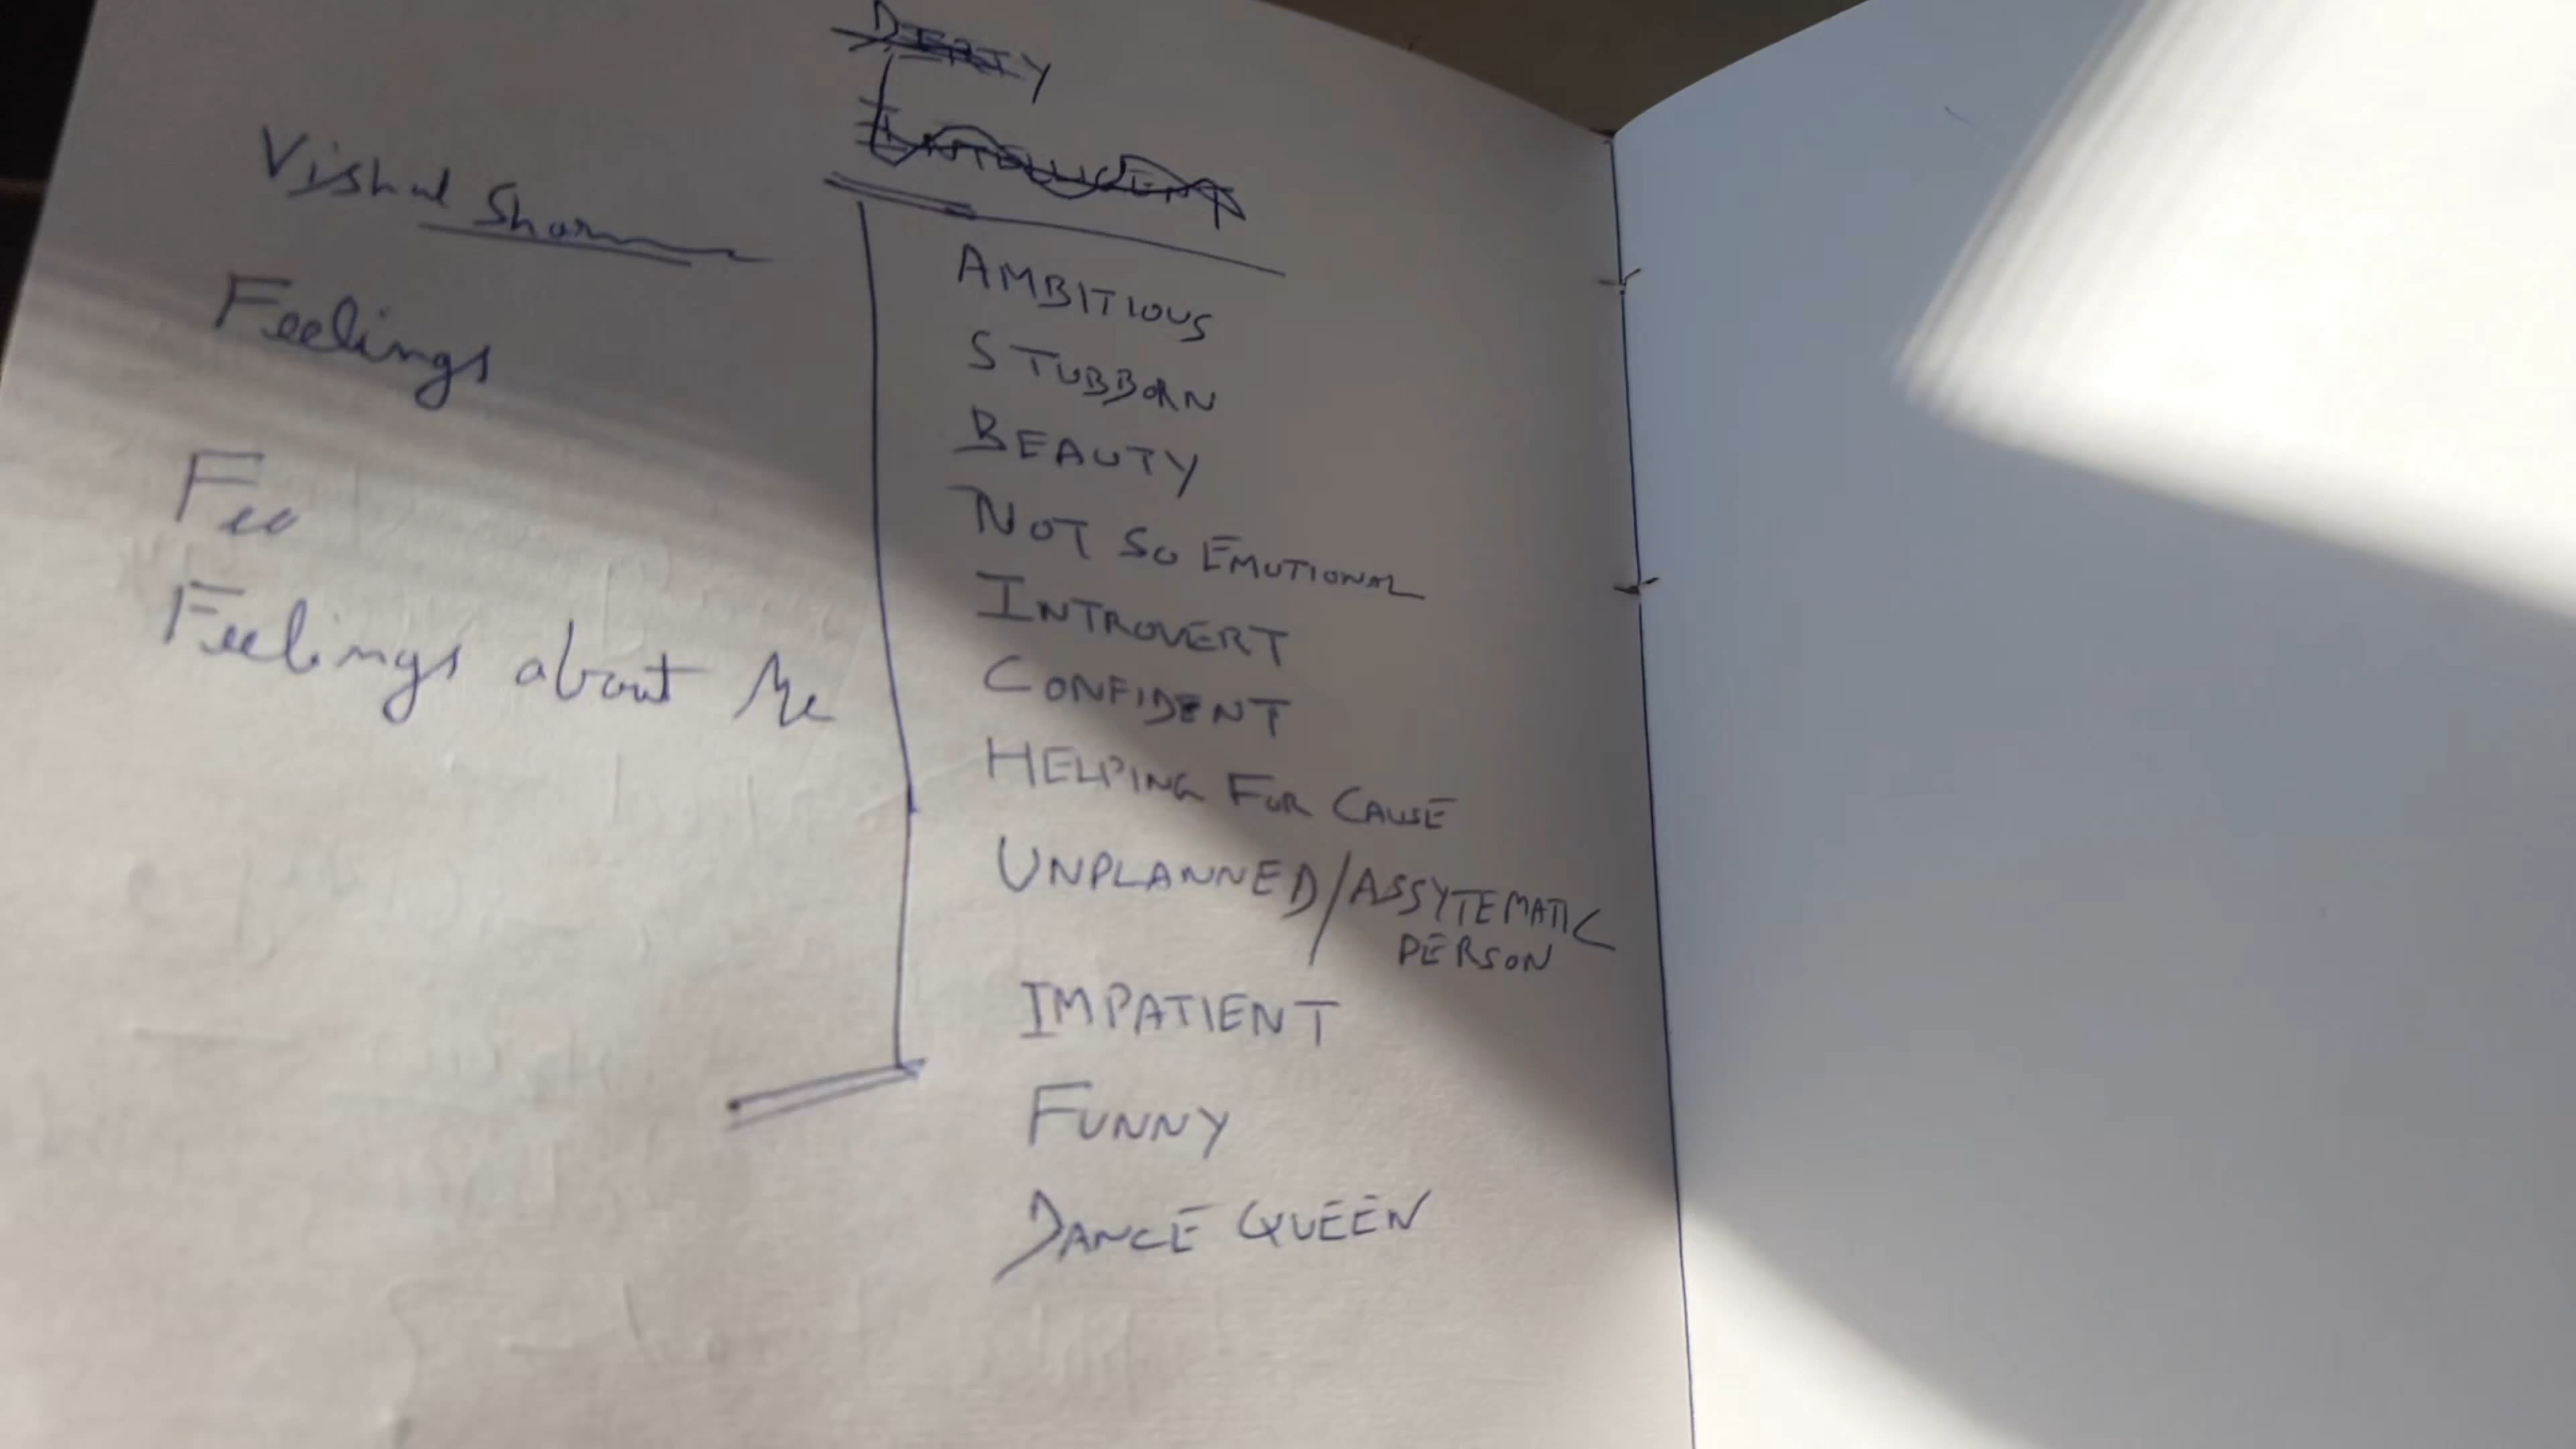 Vishal Sharma
Feelings
Fee
Feelings about Me
INTELLIGENT
AMBITIOUS
STUBBORN
BEAUTY
NOT SO EMOTIONAL
INTROVERT
CONFIDENT
HELPING FOR CAUSE
UNPLANNED/ASSYTEMATIC
PERSON
IMPATIENT
FUNNY
DANCE QUEEN